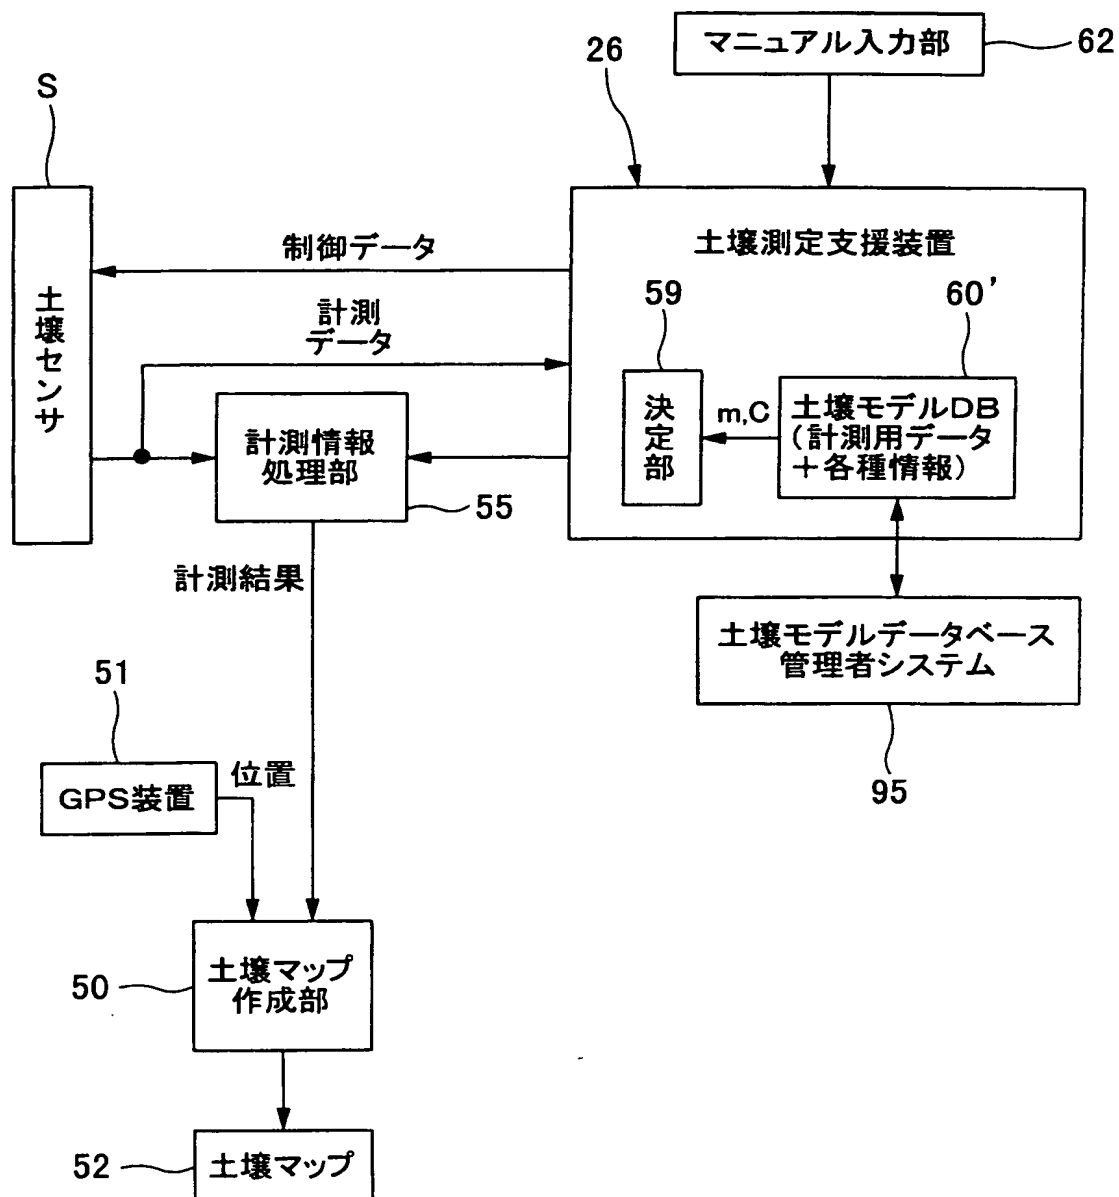 マニュアル入力部
62
26
S
土壌測定支援装置
制御データ
59
60'
計測
データ
土壌センサ
決定部
m,C
土壌モデルDB
(計測用データ
+各種情報)
計測情報
処理部
55
計測結果
土壌モデルデータベース
管理者システム
95
51
GPS装置
位置
土壌マップ
作成部
50
52
土壌マップ